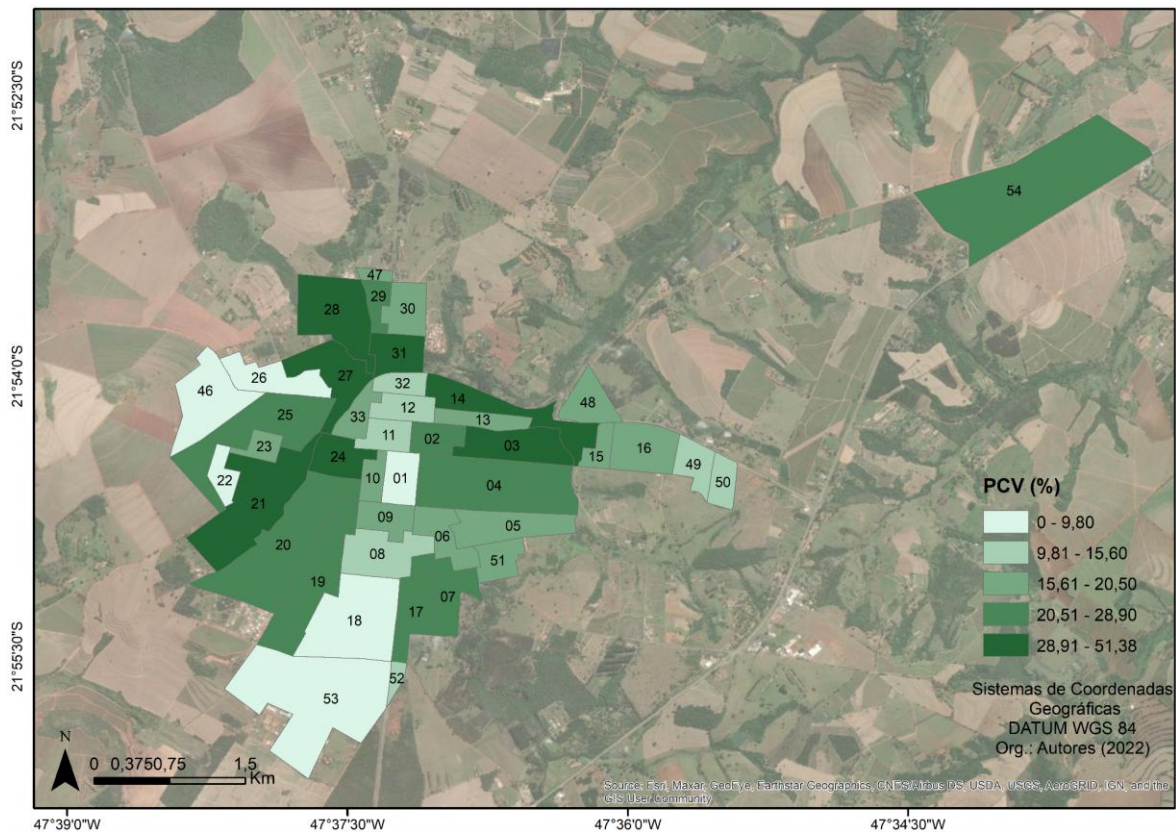 21°52'30"S
21°54'0"S
21°55'30"S
54
47
29
28
30
31
27
26
46
32
14
12
48
25
33
13
11
02
23
03
16
24
15
49
22
10
01
04
50
21
09
05
06
20
08
51
19
07
17
18
52
53
PCV (%)
0 - 9,80
9,81 - 15,60
15,61 - 20,50
20,51 - 28,90
28,91 - 51,38
Sistemas de Coordenadas
Geográficas
DATUM WGS 84
Org.: Autores (2022)
N
0 0,3750,75 1,5
Km
Source: Esri, Maxar, GeoEye, Earthstar Geographics, CNES/Airbus DS, USDA, USGS, AeroGRID, IGN, and the
GIS User Community
47°39'0"W
47°37'30"W
47°36'0"W
47°34'30"W